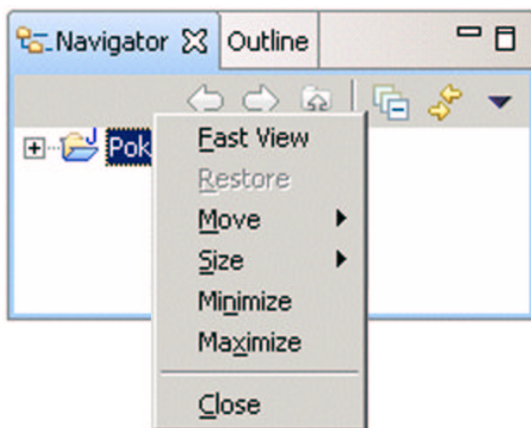 Navigator Outline
Pok
Fast View
Restore
Move
Size
Minimize
Maximize
Close